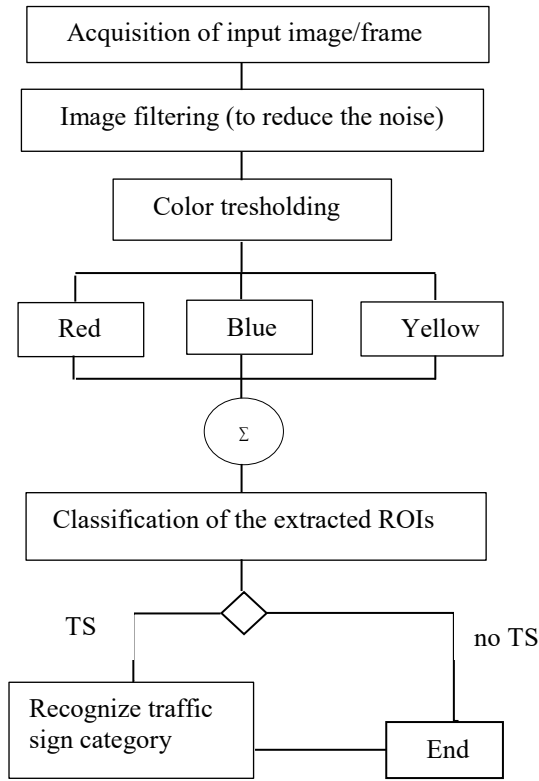 Acquisition of input image/frame
Image filtering (to reduce the noise)
Color tresholding
Red
Blue
Yellow
Σ
Classification of the extracted ROIs
TS
no TS
Recognize traffic
sign category
End